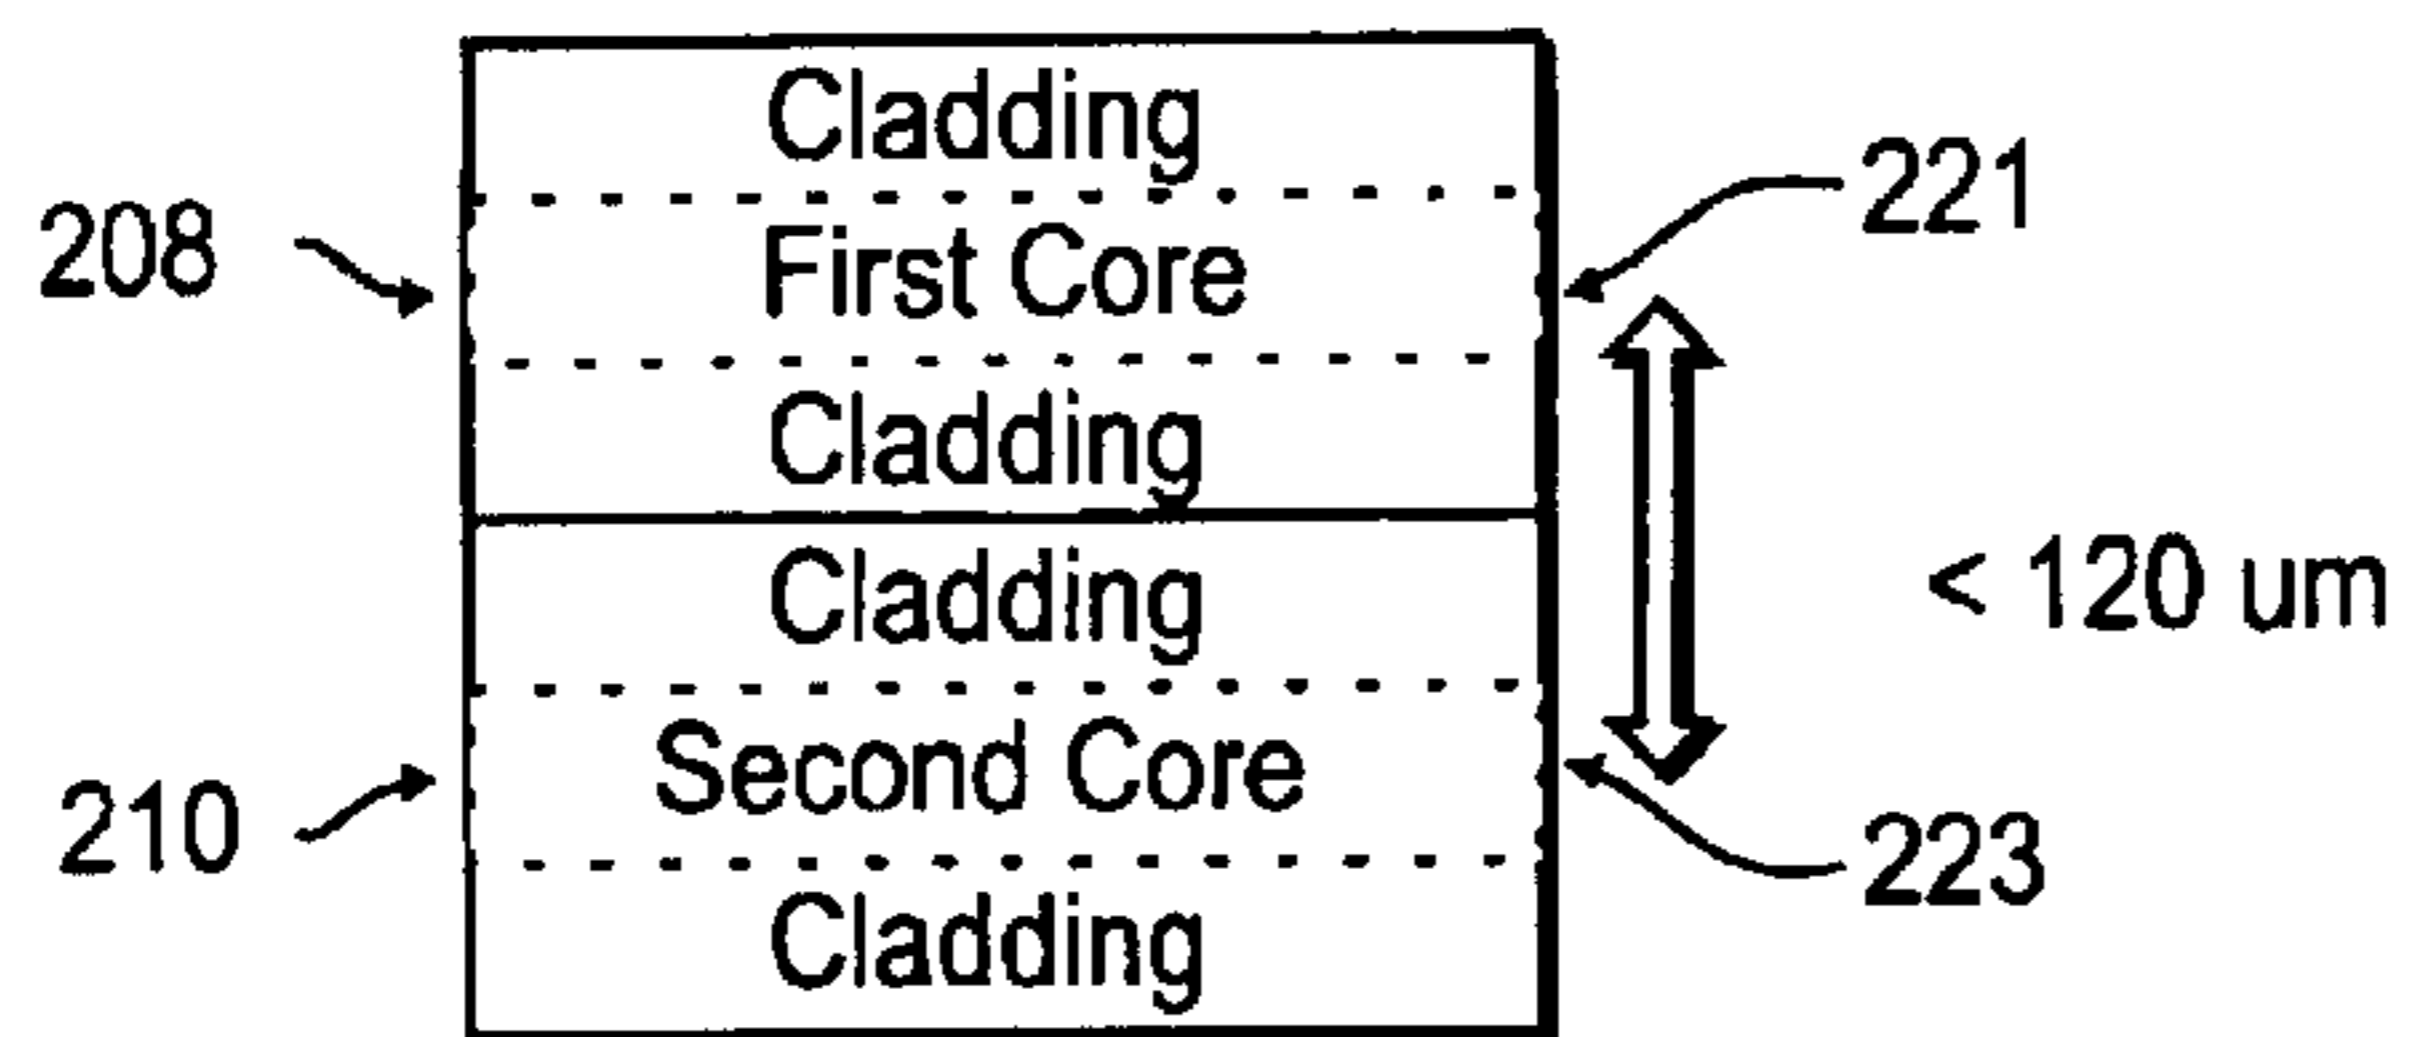 Cladding
221
208
First Core
Cladding
Cladding
< 120 um
Second Core
210
223
Cladding